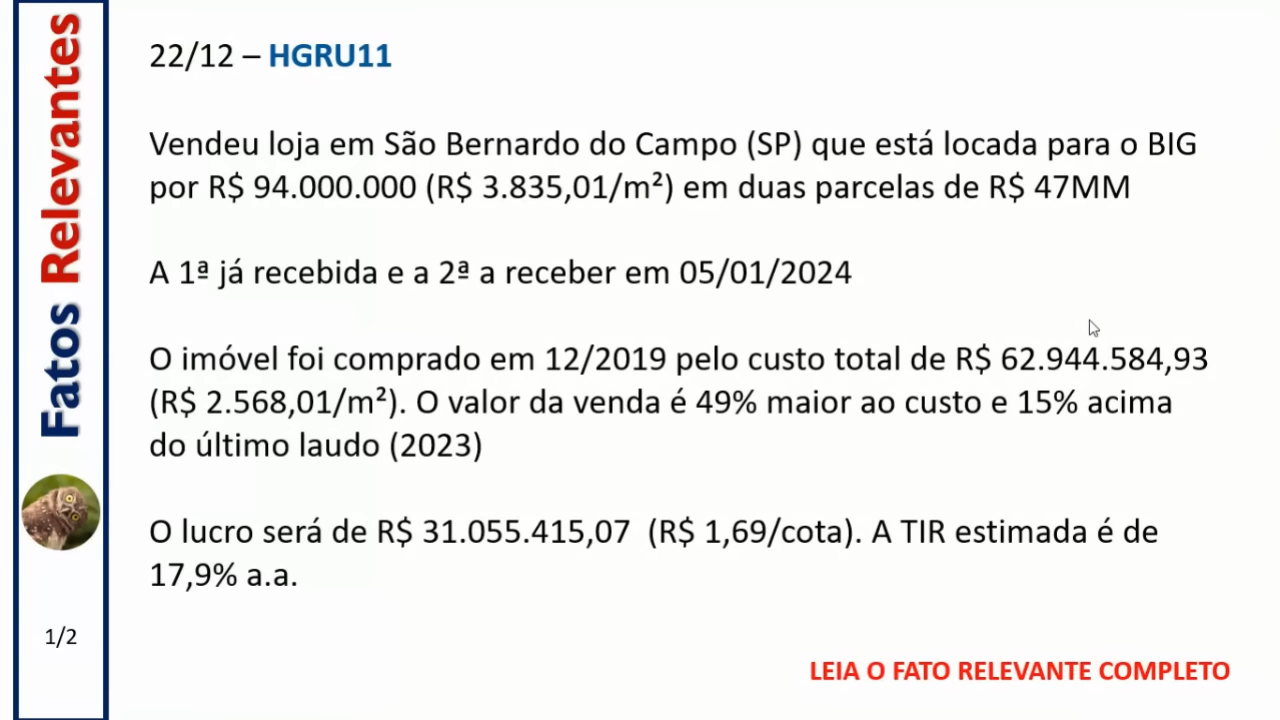 Fatos Relevantes
1/2
22/12 – HGRU11
Vendeu loja em São Bernardo do Campo (SP) que está locada para o BIG
por R$ 94.000.000 (R$ 3.835,01/m²) em duas parcelas de R$ 47MM
A 1ª já recebida e a 2ª a receber em 05/01/2024
O imóvel foi comprado em 12/2019 pelo custo total de R$ 62.944.584,93
(R$ 2.568,01/m²). O valor da venda é 49% maior ao custo e 15% acima
do último laudo (2023)
O lucro será de R$ 31.055.415,07 (R$ 1,69/cota). A TIR estimada é de
17,9% a.a.
LEIA O FATO RELEVANTE COMPLETO